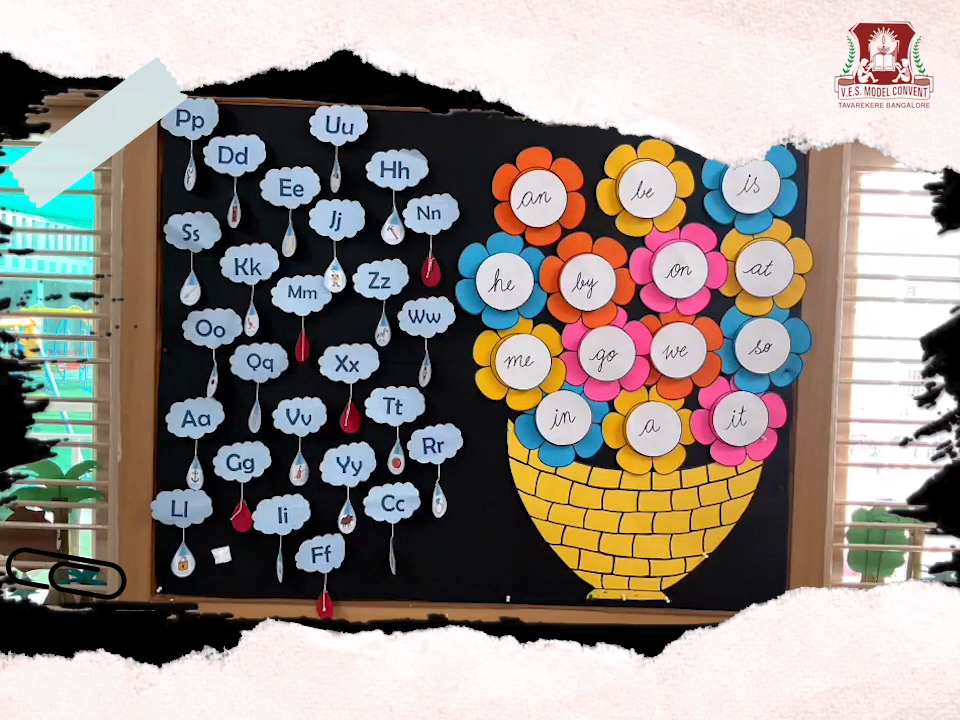 V.E.S. MODEL CONVENT
TAVAREKERE BANGALORE
Pp
Uu
Dd
Hh
Ee
Jj
Nn
Ss
Kk
Mm
Zz
Oo
Ww
Qq
Xx
Aa
Vv
Tt
Gg
Yy
Rr
Ll
Ii
Cc
Ff
an
be
is
he
by
on
at
me
go
we
so
in
a
it